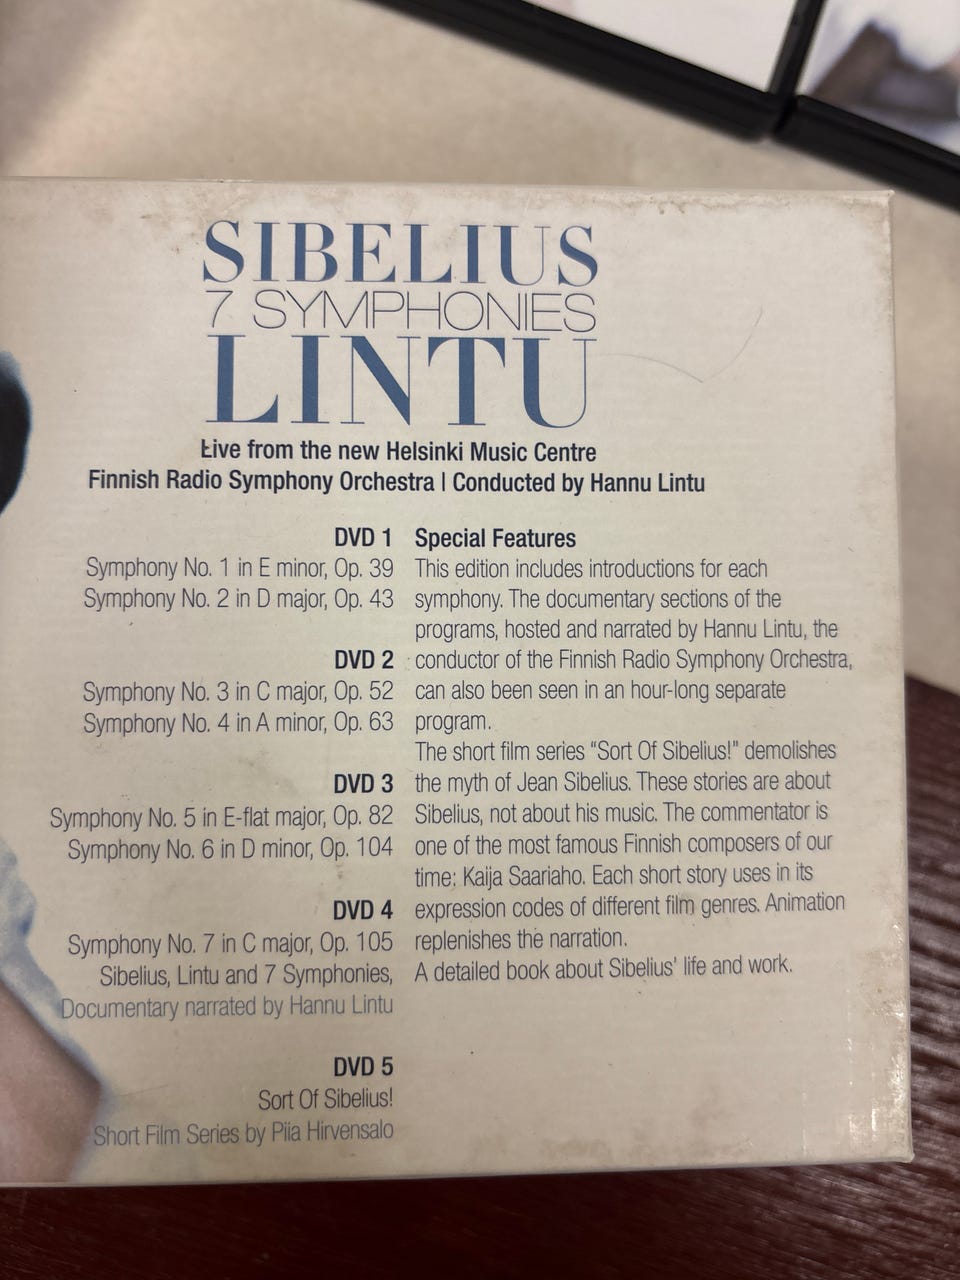 SIBELIUS
7 SYMPHONIES
LINTU
Live from the new Helsinki Music Centre
Finnish Radio Symphony Orchestra | Conducted by Hannu Lintu
DVD 1
Symphony No. 1 in E minor, Op. 39
Symphony No. 2 in D major, Op. 43
DVD 2
Symphony No. 3 in C major, Op. 52
Symphony No. 4 in A minor, Op. 63
DVD 3
Symphony No. 5 in E-flat major, Op. 82
Symphony No. 6 in D minor, Op. 104
DVD 4
Symphony No. 7 in C major, Op. 105
Sibelius, Lintu and 7 Symphonies,
Documentary narrated by Hannu Lintu
DVD 5
Sort Of Sibelius!
Short Film Series by Piia Hirvensalo
Special Features
This edition includes introductions for each
symphony. The documentary sections of the
programs, hosted and narrated by Hannu Lintu, the
conductor of the Finnish Radio Symphony Orchestra,
can also been seen in an hour-long separate
program.
The short film series “Sort Of Sibelius!” demolishes
the myth of Jean Sibelius. These stories are about
Sibelius, not about his music. The commentator is
one of the most famous Finnish composers of our
time: Kaija Saariaho. Each short story uses in its
expression codes of different film genres. Animation
replenishes the narration.
A detailed book about Sibelius’ life and work.